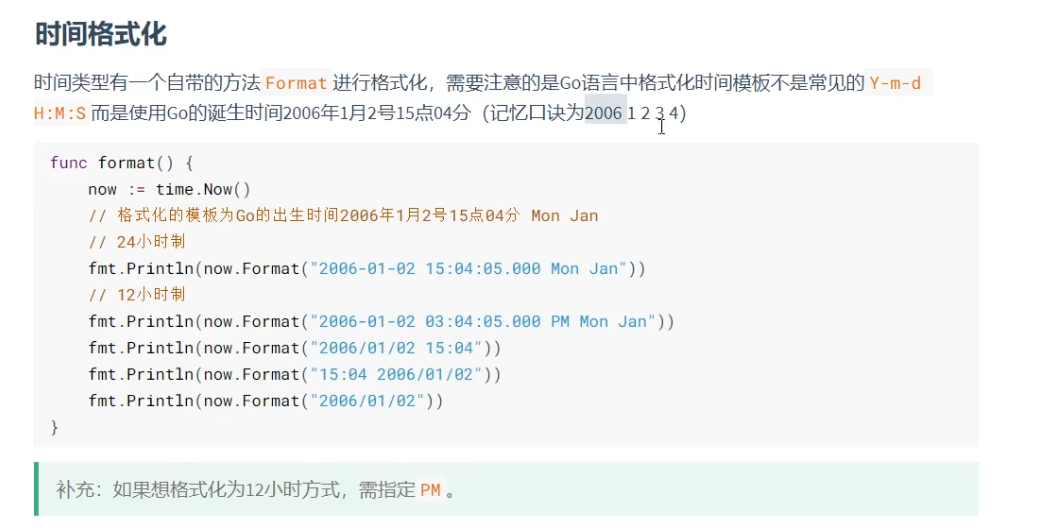 时间格式化
时间类型有一个自带的方法 Format 进行格式化，需要注意的是Go语言中格式化时间模板不是常见的 Y-m-d
H:M:S 而是使用Go的诞生时间2006年1月2号15点04分（记忆口诀为2006 1 2 3 4）
func format() {
    now := time.Now()
    // 格式化的模板为Go的出生时间2006年1月2号15点04分 Mon Jan
    // 24小时制
    fmt.Println(now.Format("2006-01-02 15:04:05.000 Mon Jan"))
    // 12小时制
    fmt.Println(now.Format("2006-01-02 03:04:05.000 PM Mon Jan"))
    fmt.Println(now.Format("2006/01/02 15:04"))
    fmt.Println(now.Format("15:04 2006/01/02"))
    fmt.Println(now.Format("2006/01/02"))
}
补充：如果想格式化为12小时方式，需指定 PM 。